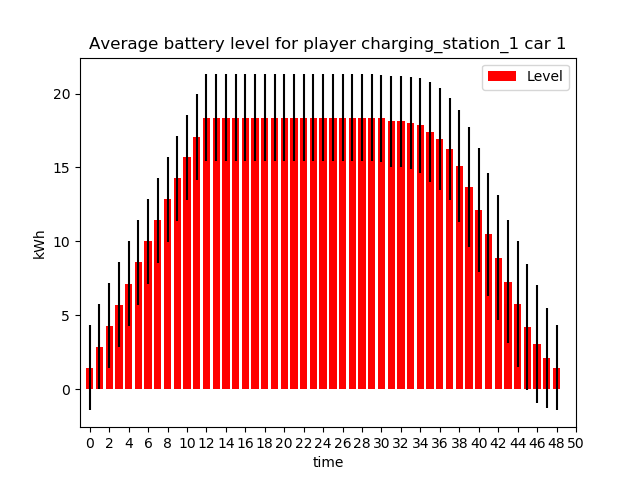 Average battery level for player charging_station_1 car 1
Level
20
15
10
5
0
kWh
0 2 4 6 8 10 12 14 16 18 20 22 24 26 28 30 32 34 36 38 40 42 44 46 48 50
time